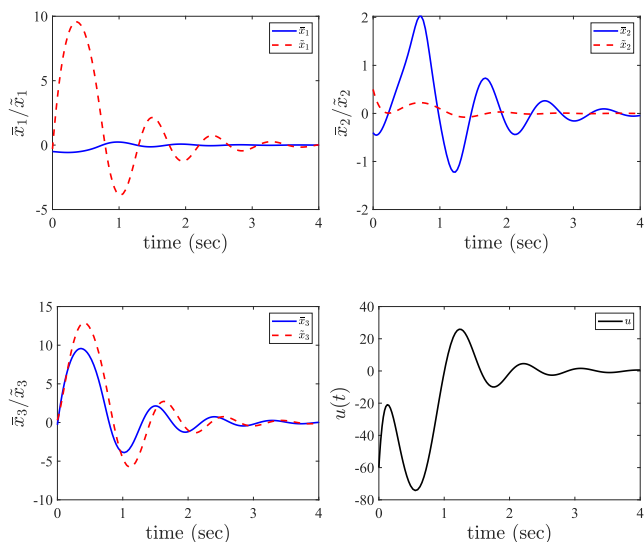 x̄₁/x̃₁
10
5
0
-5
0 1 2 3 4
time (sec)
x̄₁
x̃₁
x̄₂/x̃₂
2
1
0
-1
-2
0 1 2 3 4
time (sec)
x̄₂
x̃₂
x̄₃/x̃₃
15
10
5
0
-5
-10
0 1 2 3 4
time (sec)
x̄₃
x̃₃
u(t)
40
20
0
-20
-40
-60
-80
0 1 2 3 4
time (sec)
u